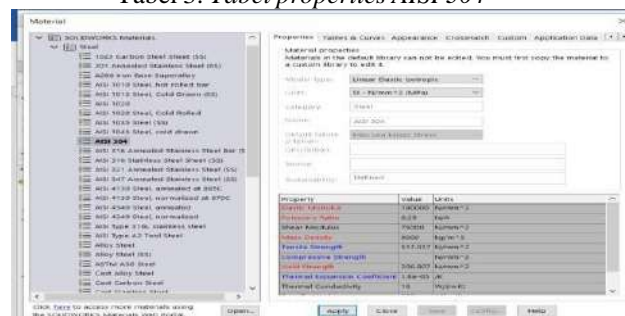 Tabel 3. Tabel properties AISI 304
Material
SOLIDWORKS Materials
Steel
1023 Carbon Steel Sheet (SS)
201 Annealed Stainless Steel (SS)
A286 Iron Base Superalloy
AISI 1010 Steel, hot rolled bar
AISI 1015 Steel, Cold Drawn (SS)
AISI 1020
AISI 1020 Steel, Cold Rolled
AISI 1035 Steel (SS)
AISI 1045 Steel, cold drawn
AISI 304
AISI 316 Annealed Stainless Steel Bar (S
AISI 316 Stainless Steel Sheet (SS)
AISI 321 Annealed Stainless Steel (SS)
AISI 347 Annealed Stainless Steel (SS)
AISI 4130 Steel, annealed at 865C
AISI 4130 Steel, normalized at 870C
AISI 4340 Steel, annealed
AISI 4340 Steel, normalized
AISI Type 316L stainless steel
AISI Type A2 Tool Steel
Alloy Steel
Alloy Steel (SS)
ASTM A36 Steel
Cast Alloy Steel
Cast Carbon Steel
Cast Stainless Steel
Click here to access more materials using
the SOLIDWORKS Materials Web Portal.
Open...
Properties Tables & Curves Appearance CrossHatch Custom Application Data
Material properties
Materials in the default library can not be edited. You must first copy the material to
a custom library to edit it.
Model Type: Linear Elastic Isotropic
Units: SI - N/mm^2 (MPa)
Category: Steel
Name: AISI 304
Default failure criterion: Max von Mises Stress
Description:
Source:
Sustainability: Defined
Property Value Units
Elastic Modulus 190000 N/mm^2
Poisson's Ratio 0.29 N/A
Shear Modulus 75000 N/mm^2
Mass Density 8000 kg/m^3
Tensile Strength 517.017 N/mm^2
Compressive Strength N/mm^2
Yield Strength 206.807 N/mm^2
Thermal Expansion Coefficient 1.8e-05 /K
Thermal Conductivity 16 W/(m·K)
Apply Close Save Config... Help